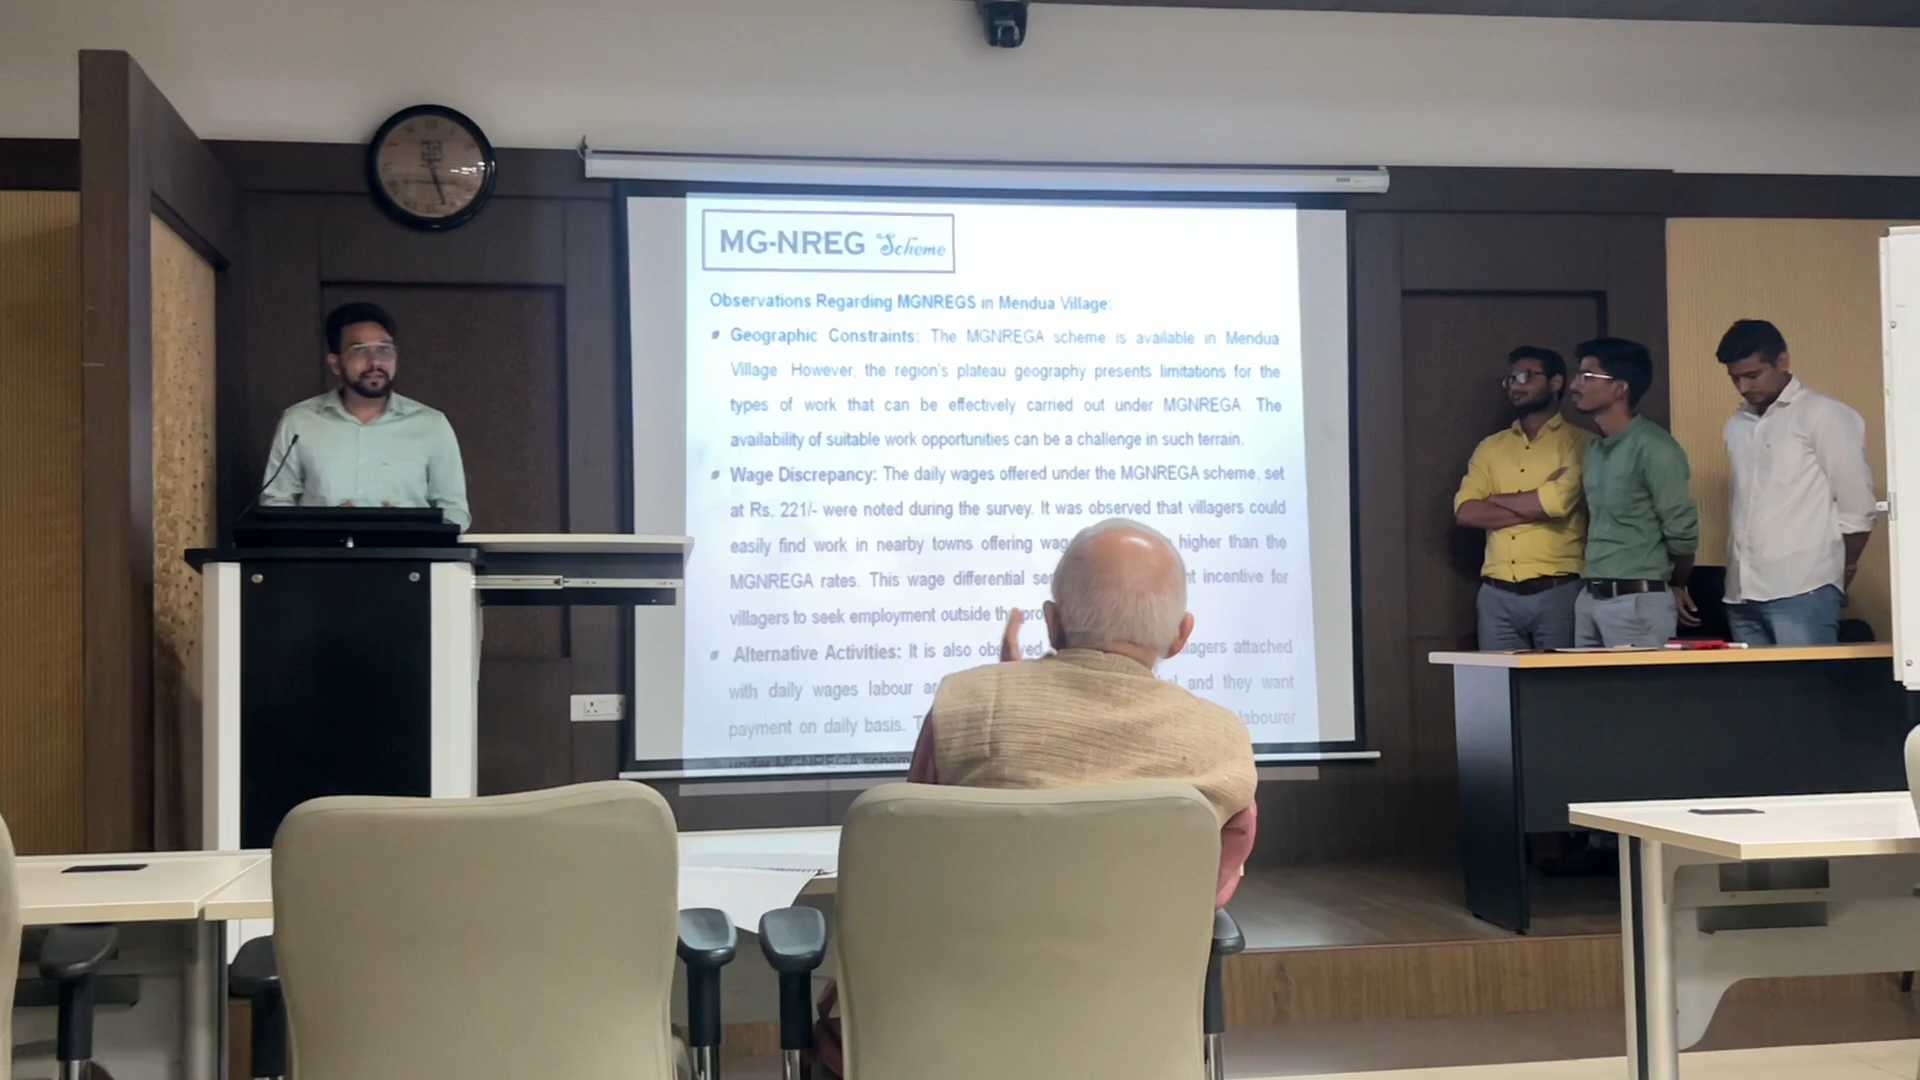 MG-NREG Scheme
Observations Regarding MGNREGS in Mendua Village:
Geographic Constraints: The MGNREGA scheme is available in Mendua
Village. However, the region's plateau geography presents limitations for the
types of work that can be effectively carried out under MGNREGA. The
availability of suitable work opportunities can be a challenge in such terrain.
Wage Discrepancy: The daily wages offered under the MGNREGA scheme, set
at Rs. 221/- were noted during the survey. It was observed that villagers could
easily find work in nearby towns offering higher than the
MGNREGA rates. This wage differential incentive for
villagers to seek employment outside
Alternative Activities: It is also attached
with daily wages labour and they want
payment on daily basis. labourer
under MGNREGA scheme